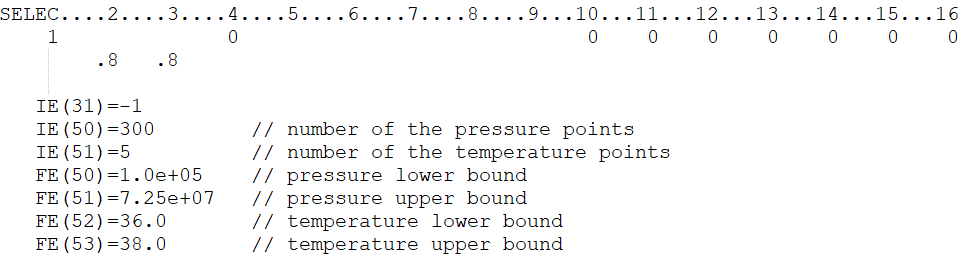 SELEC....2....3....4....5....6....7....8....9...10...11...12...13...14...15...16
    1              0                             0    0    0    0    0    0    0
        .8   .8
   IE(31)=-1
   IE(50)=300        // number of the pressure points
   IE(51)=5          // number of the temperature points
   FE(50)=1.0e+05    // pressure lower bound
   FE(51)=7.25e+07   // pressure upper bound
   FE(52)=36.0       // temperature lower bound
   FE(53)=38.0       // temperature upper bound